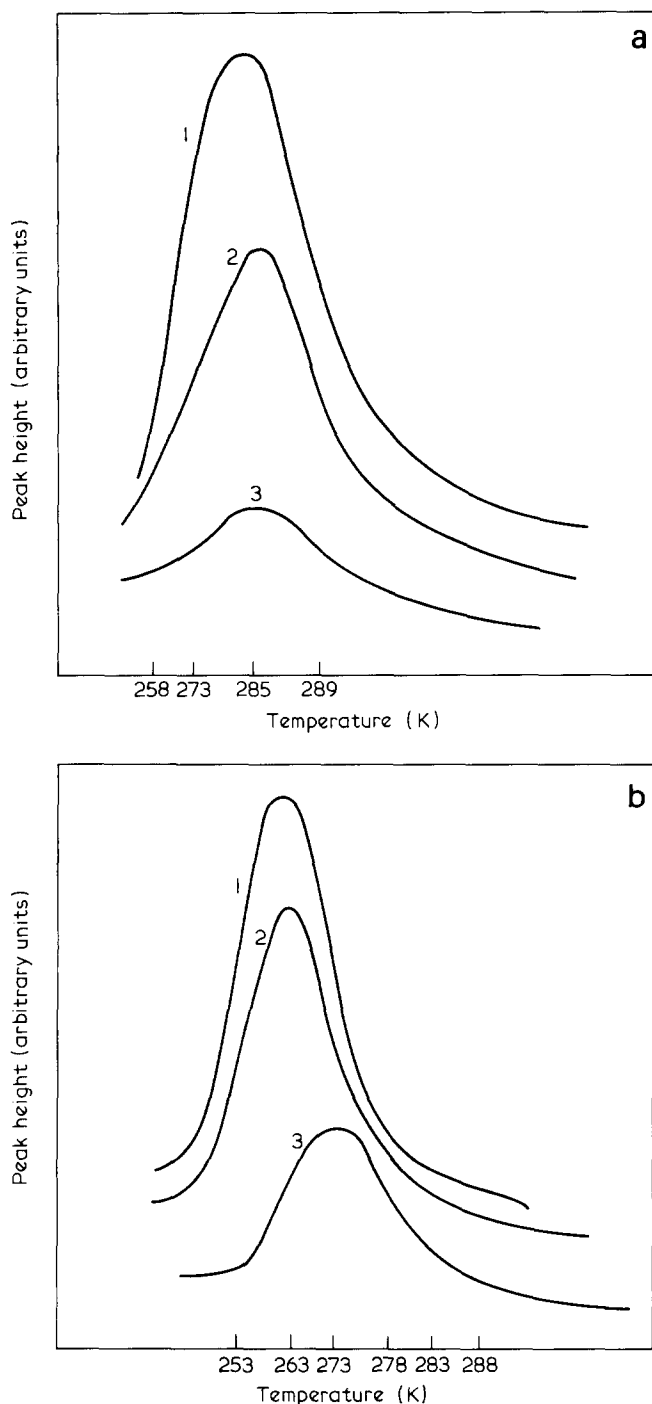 a
1
2
3
Peak height (arbitrary units)
258 273 285 289
Temperature (K)
b
1
2
3
Peak height (arbitrary units)
253 263 273 278 283 288
Temperature (K)